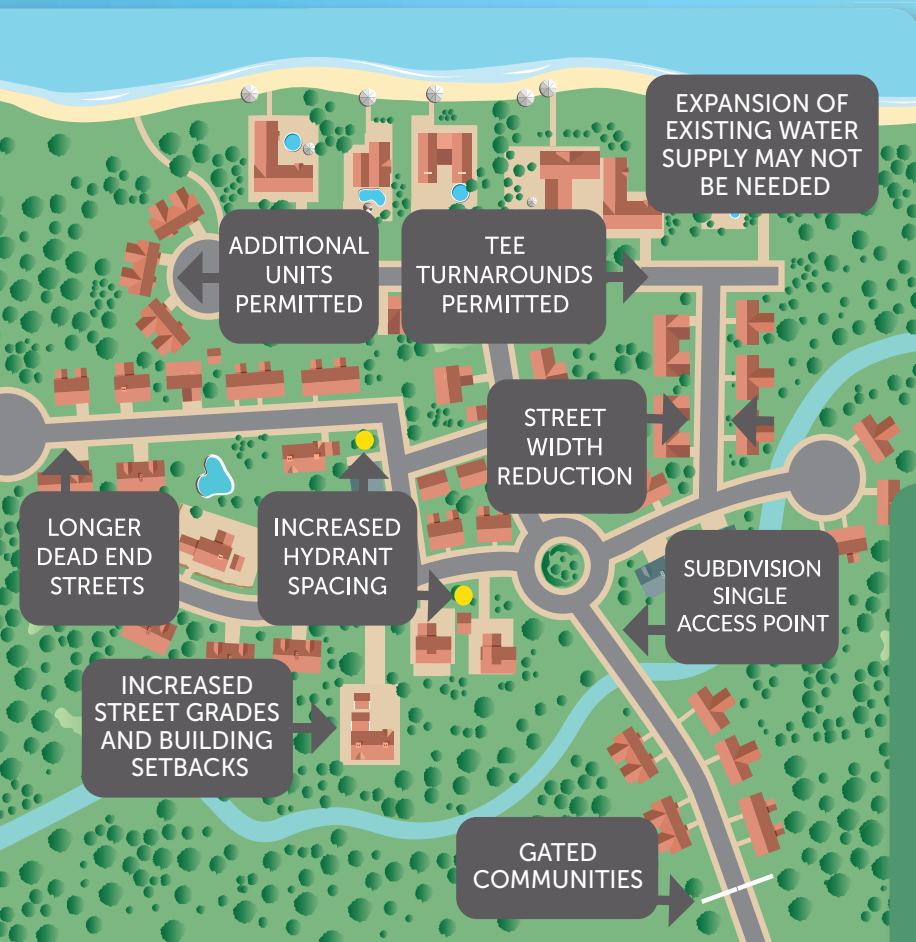 EXPANSION OF
EXISTING WATER
SUPPLY MAY NOT
BE NEEDED
ADDITIONAL
UNITS
PERMITTED
TEE
TURNAROUNDS
PERMITTED
STREET
WIDTH
REDUCTION
LONGER
DEAD END
STREETS
INCREASED
HYDRANT
SPACING
SUBDIVISION
SINGLE
ACCESS POINT
INCREASED
STREET GRADES
AND BUILDING
SETBACKS
GATED
COMMUNITIES